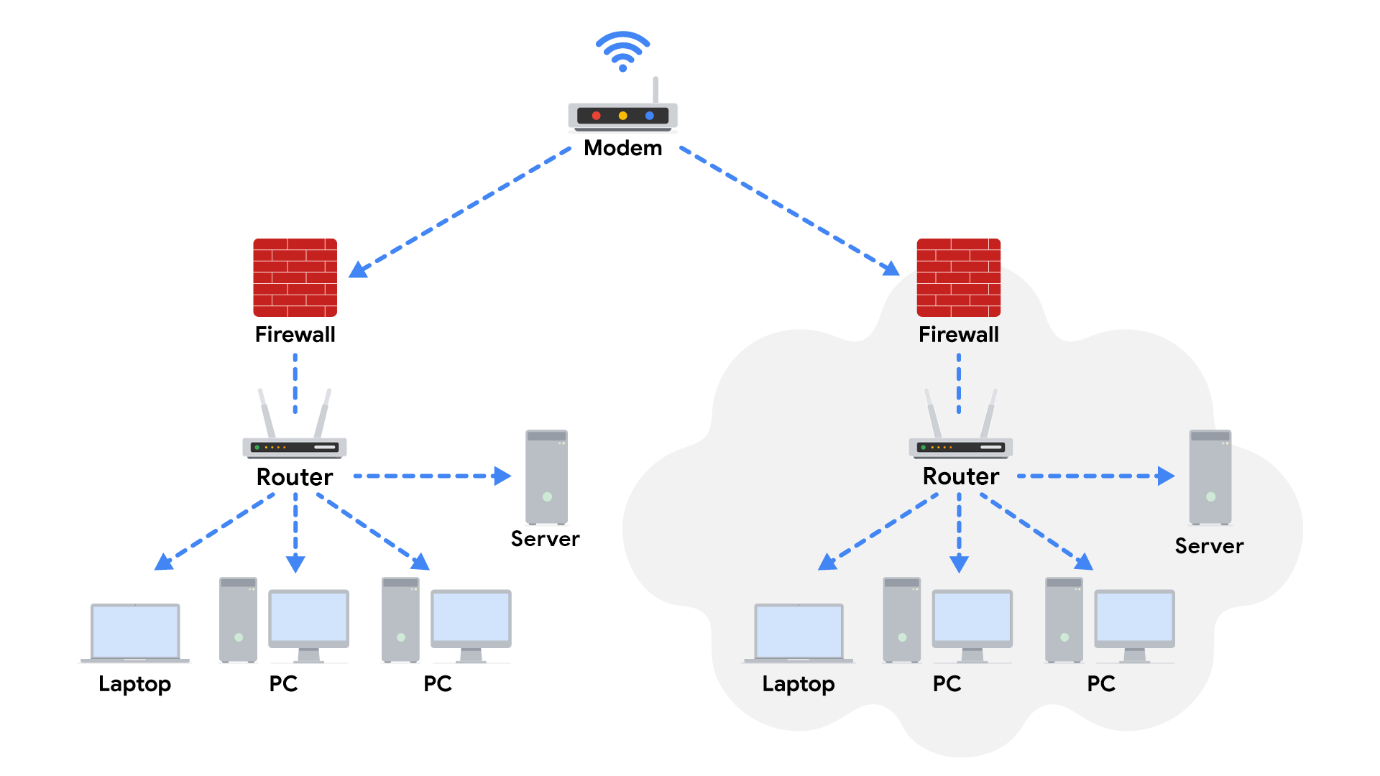 Modem
Firewall
Firewall
Router
Router
Server
Server
Laptop
PC
PC
Laptop
PC
PC